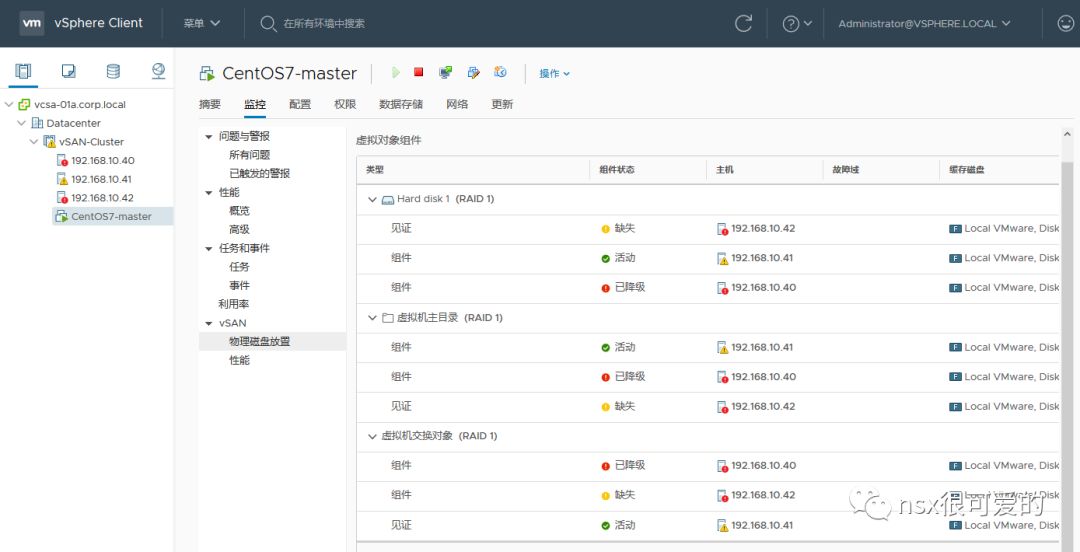 vm vSphere Client 菜单 在所有环境中搜索 Administrator@VSPHERE.LOCAL
vcsa-01a.corp.local
Datacenter
vSAN-Cluster
192.168.10.40
192.168.10.41
192.168.10.42
CentOS7-master
CentOS7-master 操作
摘要 监控 配置 权限 数据存储 网络 更新
问题与警报
所有问题
已触发的警报
性能
概览
高级
任务和事件
任务
事件
利用率
vSAN
物理磁盘放置
性能
虚拟对象组件
类型 组件状态 主机 故障域 缓存磁盘
Hard disk 1 (RAID 1)
见证 缺失 192.168.10.42 F Local VMware, Disk
组件 活动 192.168.10.41 F Local VMware, Disk
组件 已降级 192.168.10.40 F Local VMware, Disk
虚拟机主目录 (RAID 1)
组件 活动 192.168.10.41 F Local VMware, Disk
组件 已降级 192.168.10.40 F Local VMware, Disk
见证 缺失 192.168.10.42 F Local VMware, Disk
虚拟机交换对象 (RAID 1)
组件 已降级 192.168.10.40 F Local VMware, Disk
组件 缺失 192.168.10.42 F Local VMware, Disk
见证 活动 192.168.10.41 F Local VMware, Disk
nsx很可爱的